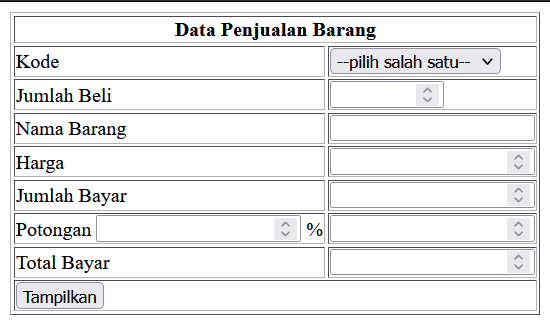 Data Penjualan Barang
Kode --pilih salah satu--
Jumlah Beli
Nama Barang
Harga
Jumlah Bayar
Potongan %
Total Bayar
Tampilkan